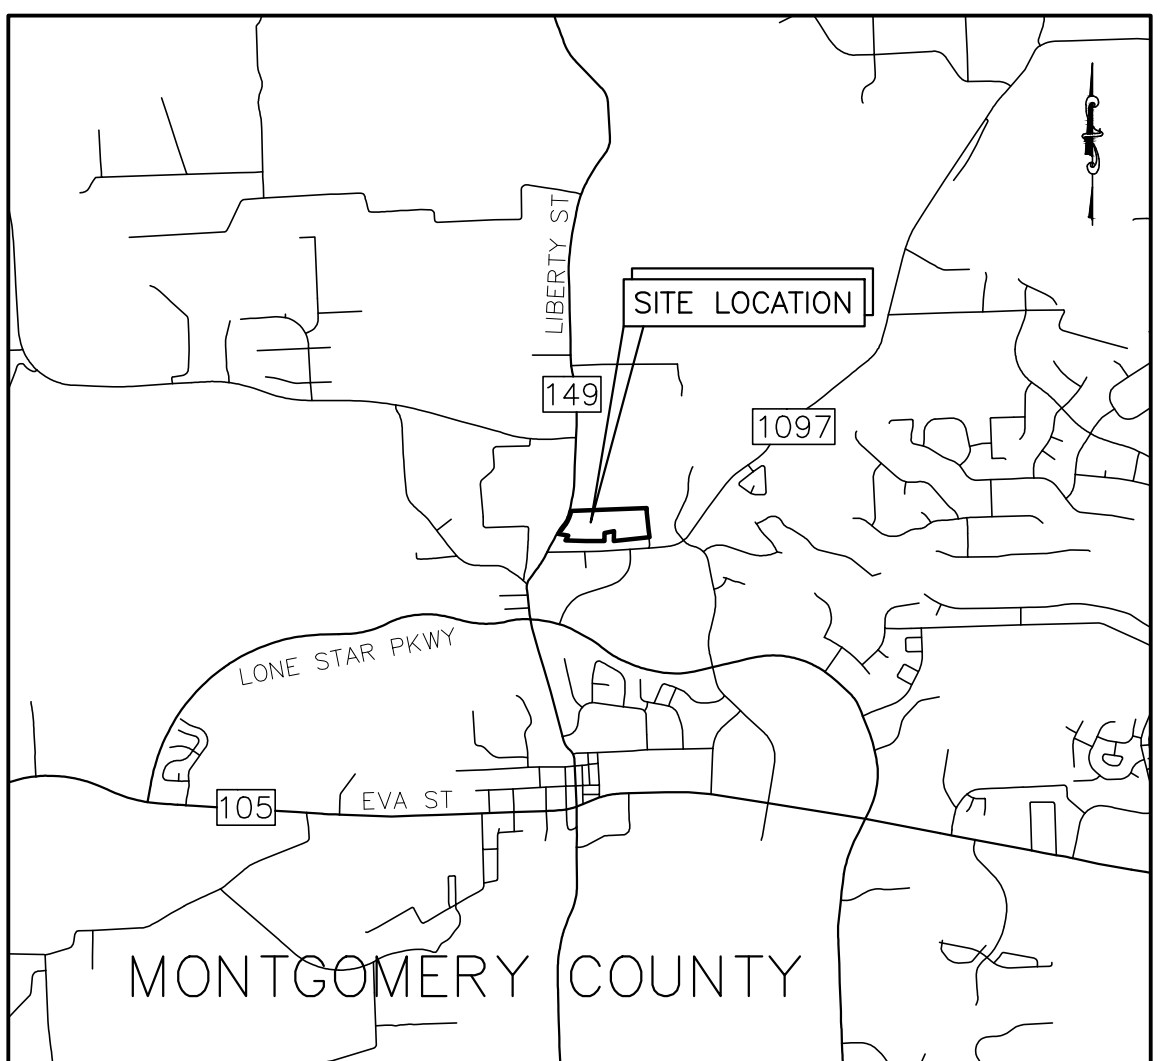 LIBERTY ST
SITE LOCATION
149
1097
LONE STAR PKWY
105
EVA ST
MONTGOMERY COUNTY